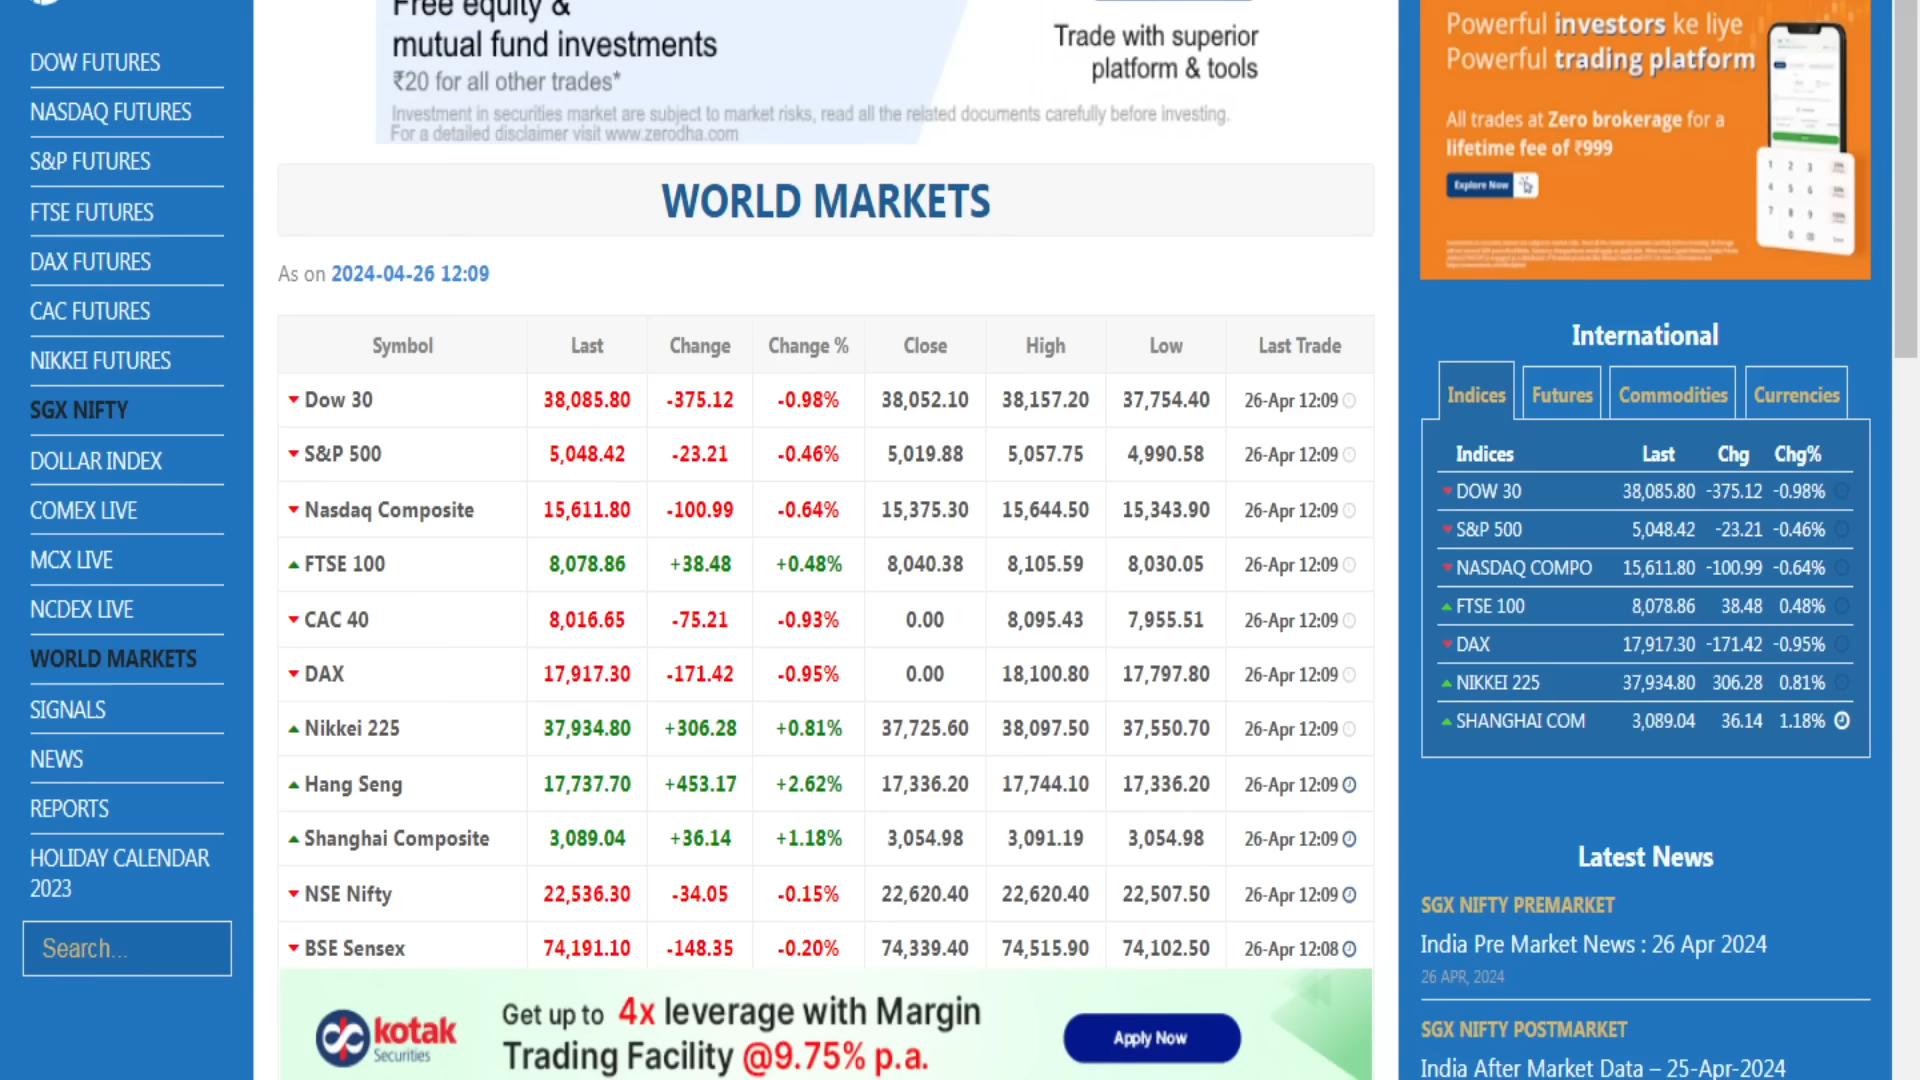 DOW FUTURES
NASDAQ FUTURES
S&P FUTURES
FTSE FUTURES
DAX FUTURES
CAC FUTURES
NIKKEI FUTURES
SGX NIFTY
DOLLAR INDEX
COMEX LIVE
MCX LIVE
NCDEX LIVE
WORLD MARKETS
SIGNALS
NEWS
REPORTS
HOLIDAY CALENDAR
2023
Search...
Free equity &
mutual fund investments
₹20 for all other trades*
Trade with superior
platform & tools
Investment in securities market are subject to market risks, read all the related documents carefully before investing.
For a detailed disclaimer visit www.zerodha.com
WORLD MARKETS
As on 2024-04-26 12:09
Symbol Last Change Change % Close High Low Last Trade
Dow 30 38,085.80 -375.12 -0.98% 38,052.10 38,157.20 37,754.40 26-Apr 12:09
S&P 500 5,048.42 -23.21 -0.46% 5,019.88 5,057.75 4,990.58 26-Apr 12:09
Nasdaq Composite 15,611.80 -100.99 -0.64% 15,375.30 15,644.50 15,343.90 26-Apr 12:09
FTSE 100 8,078.86 +38.48 +0.48% 8,040.38 8,105.59 8,030.05 26-Apr 12:09
CAC 40 8,016.65 -75.21 -0.93% 0.00 8,095.43 7,955.51 26-Apr 12:09
DAX 17,917.30 -171.42 -0.95% 0.00 18,100.80 17,797.80 26-Apr 12:09
Nikkei 225 37,934.80 +306.28 +0.81% 37,725.60 38,097.50 37,550.70 26-Apr 12:09
Hang Seng 17,737.70 +453.17 +2.62% 17,336.20 17,744.10 17,336.20 26-Apr 12:09
Shanghai Composite 3,089.04 +36.14 +1.18% 3,054.98 3,091.19 3,054.98 26-Apr 12:09
NSE Nifty 22,536.30 -34.05 -0.15% 22,620.40 22,620.40 22,507.50 26-Apr 12:09
BSE Sensex 74,191.10 -148.35 -0.20% 74,339.40 74,515.90 74,102.50 26-Apr 12:08
kotak
Securities
Get up to 4x leverage with Margin
Trading Facility @9.75% p.a.
Apply Now
Powerful investors ke liye
Powerful trading platform
All trades at Zero brokerage for a
lifetime fee of ₹999
Explore Now
1 2 3
4 5 6
7 8 9
0 00
International
Indices Futures Commodities Currencies
Indices Last Chg Chg%
DOW 30 38,085.80 -375.12 -0.98%
S&P 500 5,048.42 -23.21 -0.46%
NASDAQ COMPO 15,611.80 -100.99 -0.64%
FTSE 100 8,078.86 38.48 0.48%
DAX 17,917.30 -171.42 -0.95%
NIKKEI 225 37,934.80 306.28 0.81%
SHANGHAI COM 3,089.04 36.14 1.18%
Latest News
SGX NIFTY PREMARKET
India Pre Market News : 26 Apr 2024
26 APR, 2024
SGX NIFTY POSTMARKET
India After Market Data – 25-Apr-2024